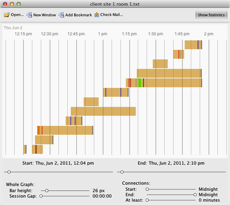 client site 1 room 1.txt
Open... New Window Add Bookmark Check Mail... Show Statistics
Thu Jun 2
12:15 pm 12:30 pm 12:45 pm 1 pm 1:15 pm 1:30 pm 1:45 pm 2 pm
Start: Thu, Jun 2, 2011, 12:04 pm End: Thu, Jun 2, 2011, 2:10 pm
Whole Graph: Connections:
Bar height: 26 px Start: Midnight
Session Gap: 00:00:00 End: Midnight
At least: 0 minutes